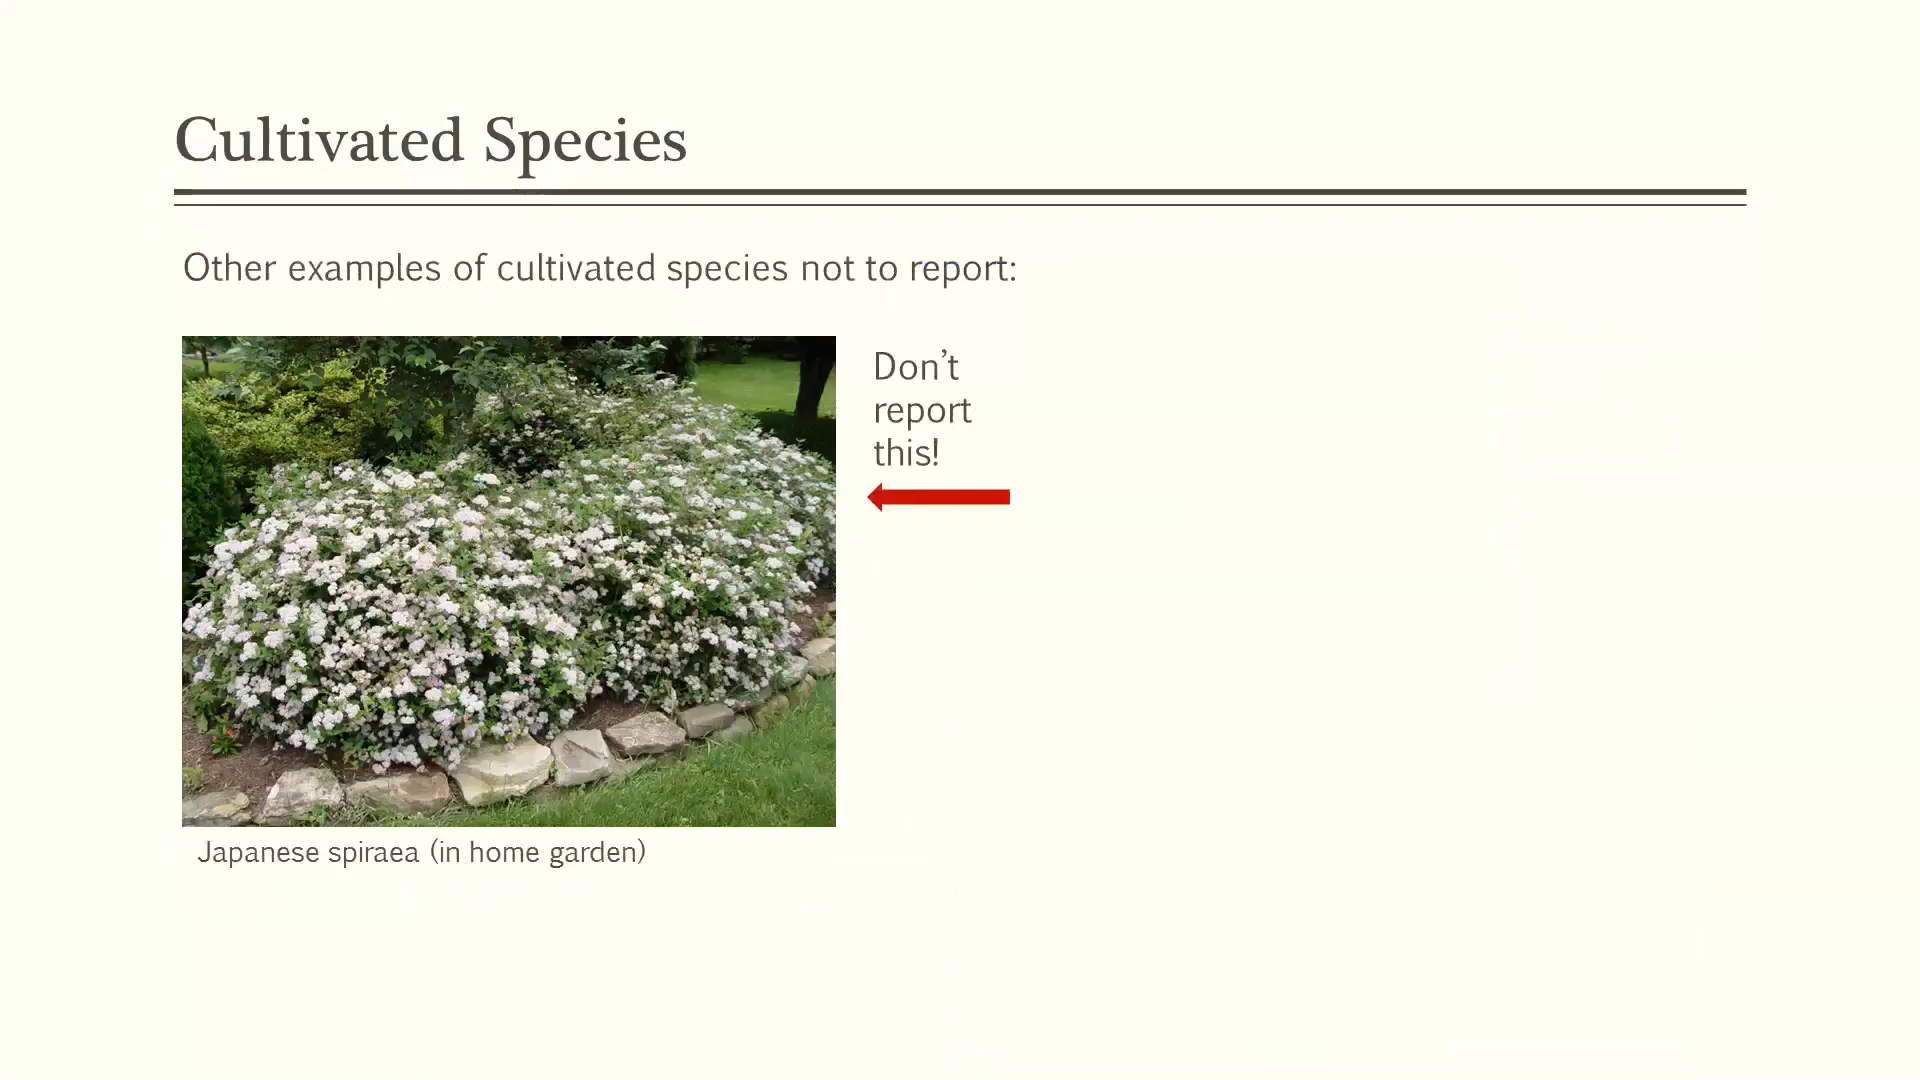 Cultivated Species
Other examples of cultivated species not to report:
Don’t
report
this!
Japanese spiraea (in home garden)